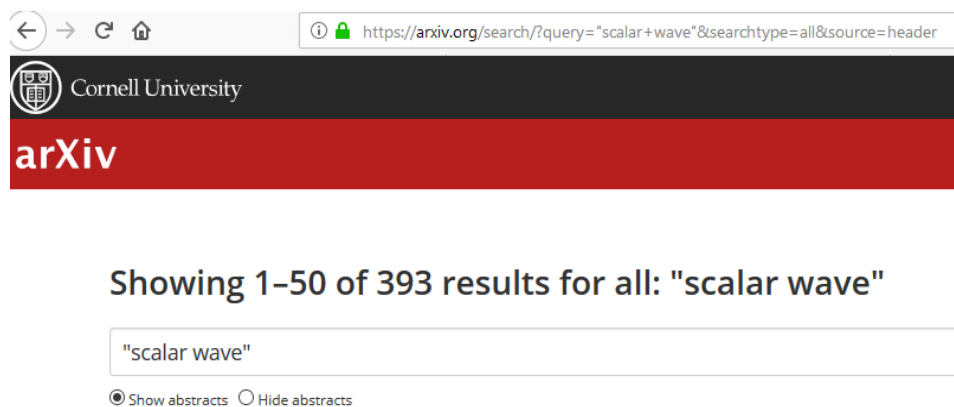 https://arxiv.org/search/?query="scalar+wave"&searchtype=all&source=header
Cornell University
arXiv
Showing 1–50 of 393 results for all: "scalar wave"
"scalar wave"
Show abstracts Hide abstracts